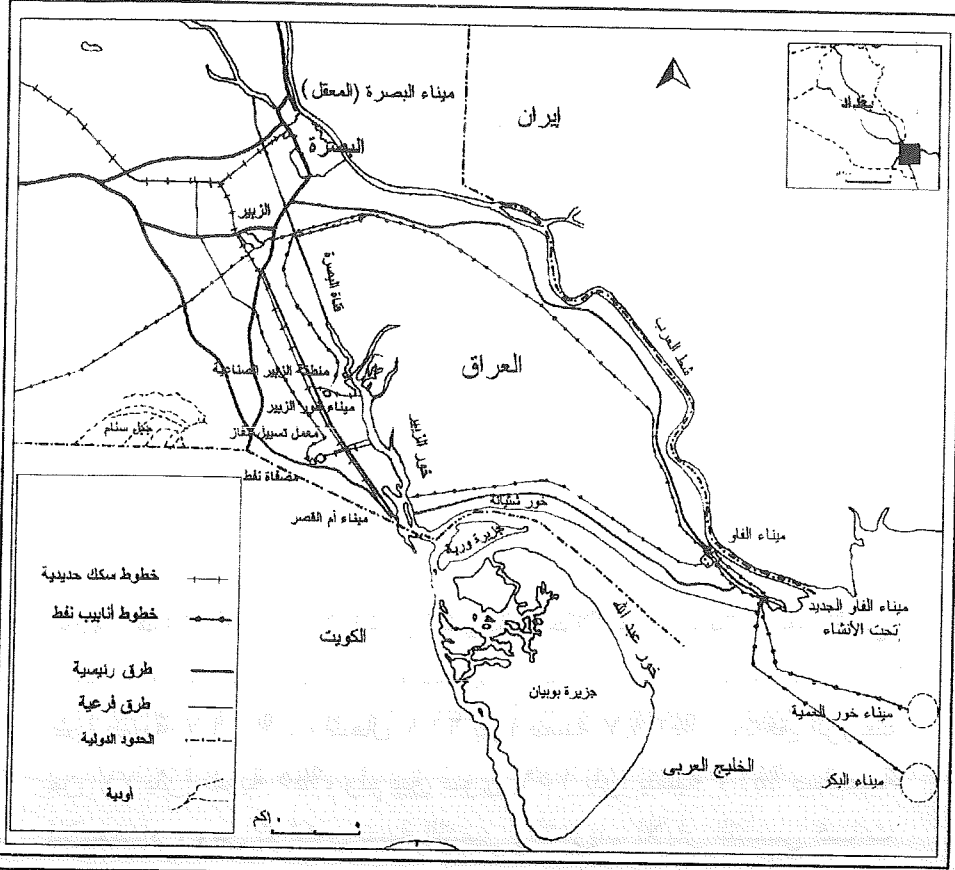 ميناء البصرة (المعقل)
إيران
بغداد
البصرة
الزبير
قناة البصرة
شط العرب
العراق
منطقة الزبير الصناعية
ميناء خور الزبير
معمل تسييل الغاز
خور الزبير
جبل سنام
مصفاة نفط
ميناء أم القصر
خور شيطانة
جزيرة وربة
ميناء الفاو
ميناء الفاو الجديد
تحت الأنشاء
خور عبد الله
الكويت
جزيرة بوبيان
ميناء خور العمية
الخليج العربي
ميناء البكر
خطوط سكك حديدية
خطوط أنابيب نفط
طرق رئيسية
طرق فرعية
الحدود الدولية
أودية